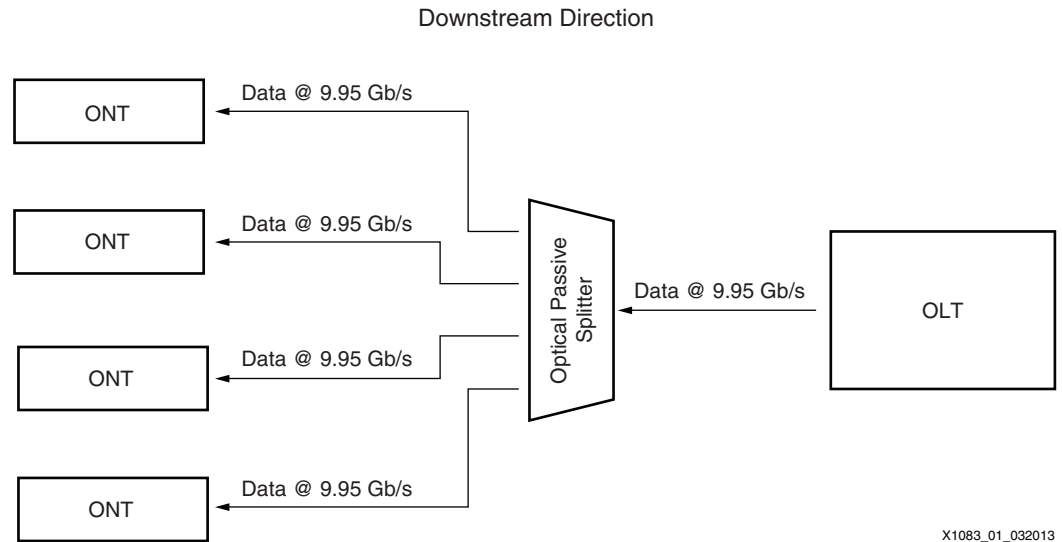 Downstream Direction
Data @ 9.95 Gb/s
ONT
Data @ 9.95 Gb/s
ONT
Optical Passive
Splitter
Data @ 9.95 Gb/s
OLT
Data @ 9.95 Gb/s
ONT
Data @ 9.95 Gb/s
ONT
X1083_01_032013